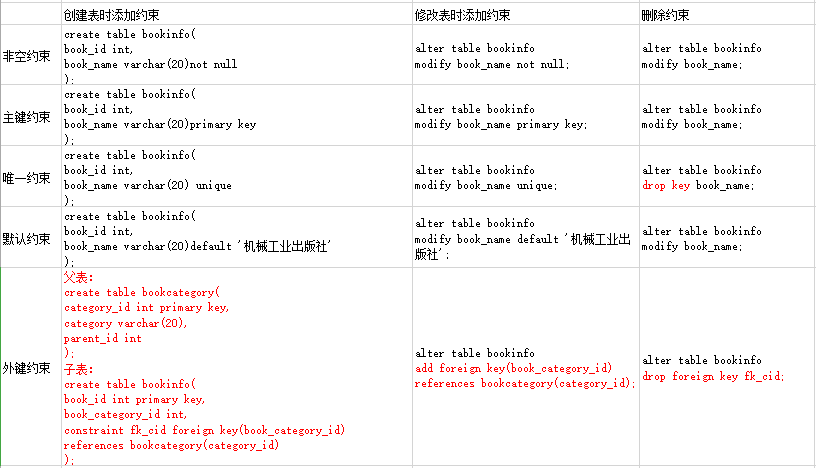 创建表时添加约束
修改表时添加约束
删除约束
非空约束
create table bookinfo(
book_id int,
book_name varchar(20)not null
);
alter table bookinfo
modify book_name not null;
alter table bookinfo
modify book_name;
主键约束
create table bookinfo(
book_id int,
book_name varchar(20)primary key
);
alter table bookinfo
modify book_name primary key;
alter table bookinfo
modify book_name;
唯一约束
create table bookinfo(
book_id int,
book_name varchar(20) unique
);
alter table bookinfo
modify book_name unique;
alter table bookinfo
drop key book_name;
默认约束
create table bookinfo(
book_id int,
book_name varchar(20)default '机械工业出版社'
);
alter table bookinfo
modify book_name default '机械工业出
版社';
alter table bookinfo
modify book_name;
外键约束
父表:
create table bookcategory(
category_id int primary key,
category varchar(20),
parent_id int
);
子表:
create table bookinfo(
book_id int primary key,
book_category_id int,
constraint fk_cid foreign key(book_category_id)
references bookcategory(category_id)
);
alter table bookinfo
add foreign key(book_category_id)
references bookcategory(category_id);
alter table bookinfo
drop foreign key fk_cid;